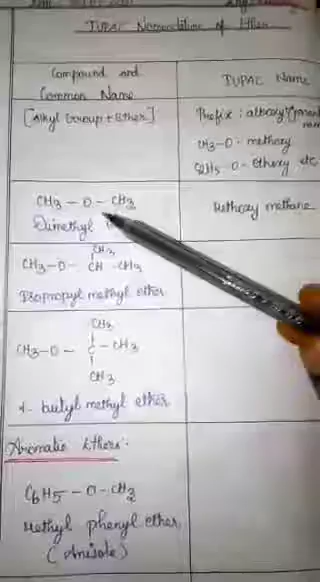 IUPAC Nomenclature of Ether
Compound and
Common Name
IUPAC Name
[Alkyl Group + Ether]
Prefix : alkoxy
CH3-O- methoxy
C2H5-O- Ethoxy etc
CH3 - O - CH3
Dimethyl
Methoxy methane
CH3
CH3-O- CH -CH3
Isopropyl methyl ether
CH3
CH3-O- C - CH3
CH3
t- butyl methyl ether
Aromatic Ethers:
C6H5 - O - CH3
Methyl phenyl ether
(Anisole)